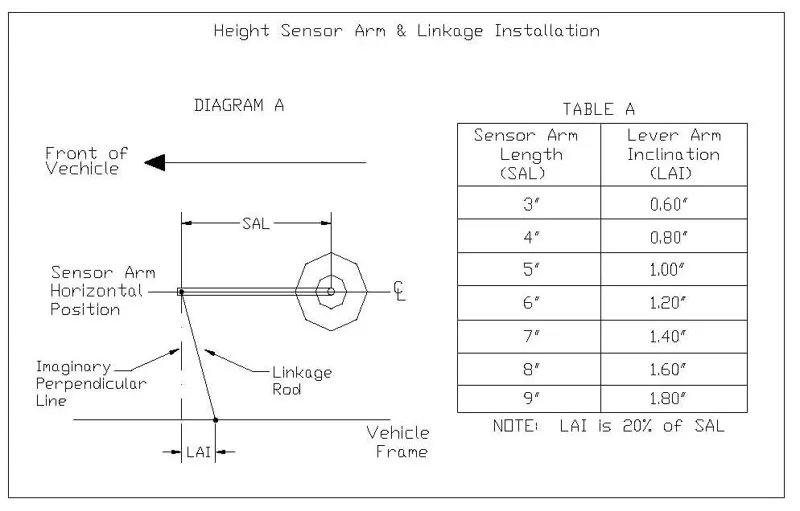 Height Sensor Arm & Linkage Installation
DIAGRAM A
Front of
Vechicle
SAL
Sensor Arm
Horizontal
Position
CL
Imaginary
Perpendicular
Line
Linkage
Rod
Vehicle
Frame
LAI
TABLE A
Sensor Arm Length (SAL)
Lever Arm Inclination (LAI)
3" 0.60"
4" 0.80"
5" 1.00"
6" 1.20"
7" 1.40"
8" 1.60"
9" 1.80"
NOTE: LAI is 20% of SAL